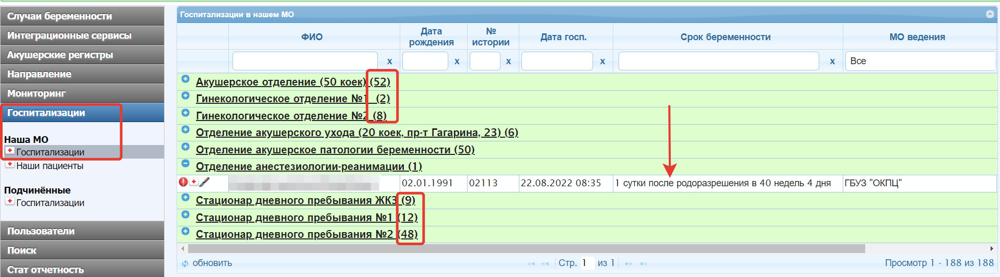 Случаи беременности
Интеграционные сервисы
Акушерские регистры
Направление
Мониторинг
Госпитализации
Наша МО
Госпитализации
Наши пациенты
Подчинённые
Госпитализации
Пользователи
Поиск
Стат отчетность
Госпитализации в нашем МО
ФИО
Дата рождения
№ истории
Дата госп.
Срок беременности
МО ведения
x x x x x Все
Акушерское отделение (50 коек) (52)
Гинекологическое отделение №1 (2)
Гинекологическое отделение №2 (8)
Отделение акушерского ухода (20 коек, пр-т Гагарина, 23) (6)
Отделение акушерское патологии беременности (50)
Отделение анестезиологии-реанимации (1)
02.01.1991 02113 22.08.2022 08:35 1 сутки после родоразрешения в 40 недель 4 дня ГБУЗ "ОКПЦ"
Стационар дневного пребывания ЖК3 (9)
Стационар дневного пребывания №1 (12)
Стационар дневного пребывания №2 (48)
обновить Стр. 1 из 1 Просмотр 1 - 188 из 188